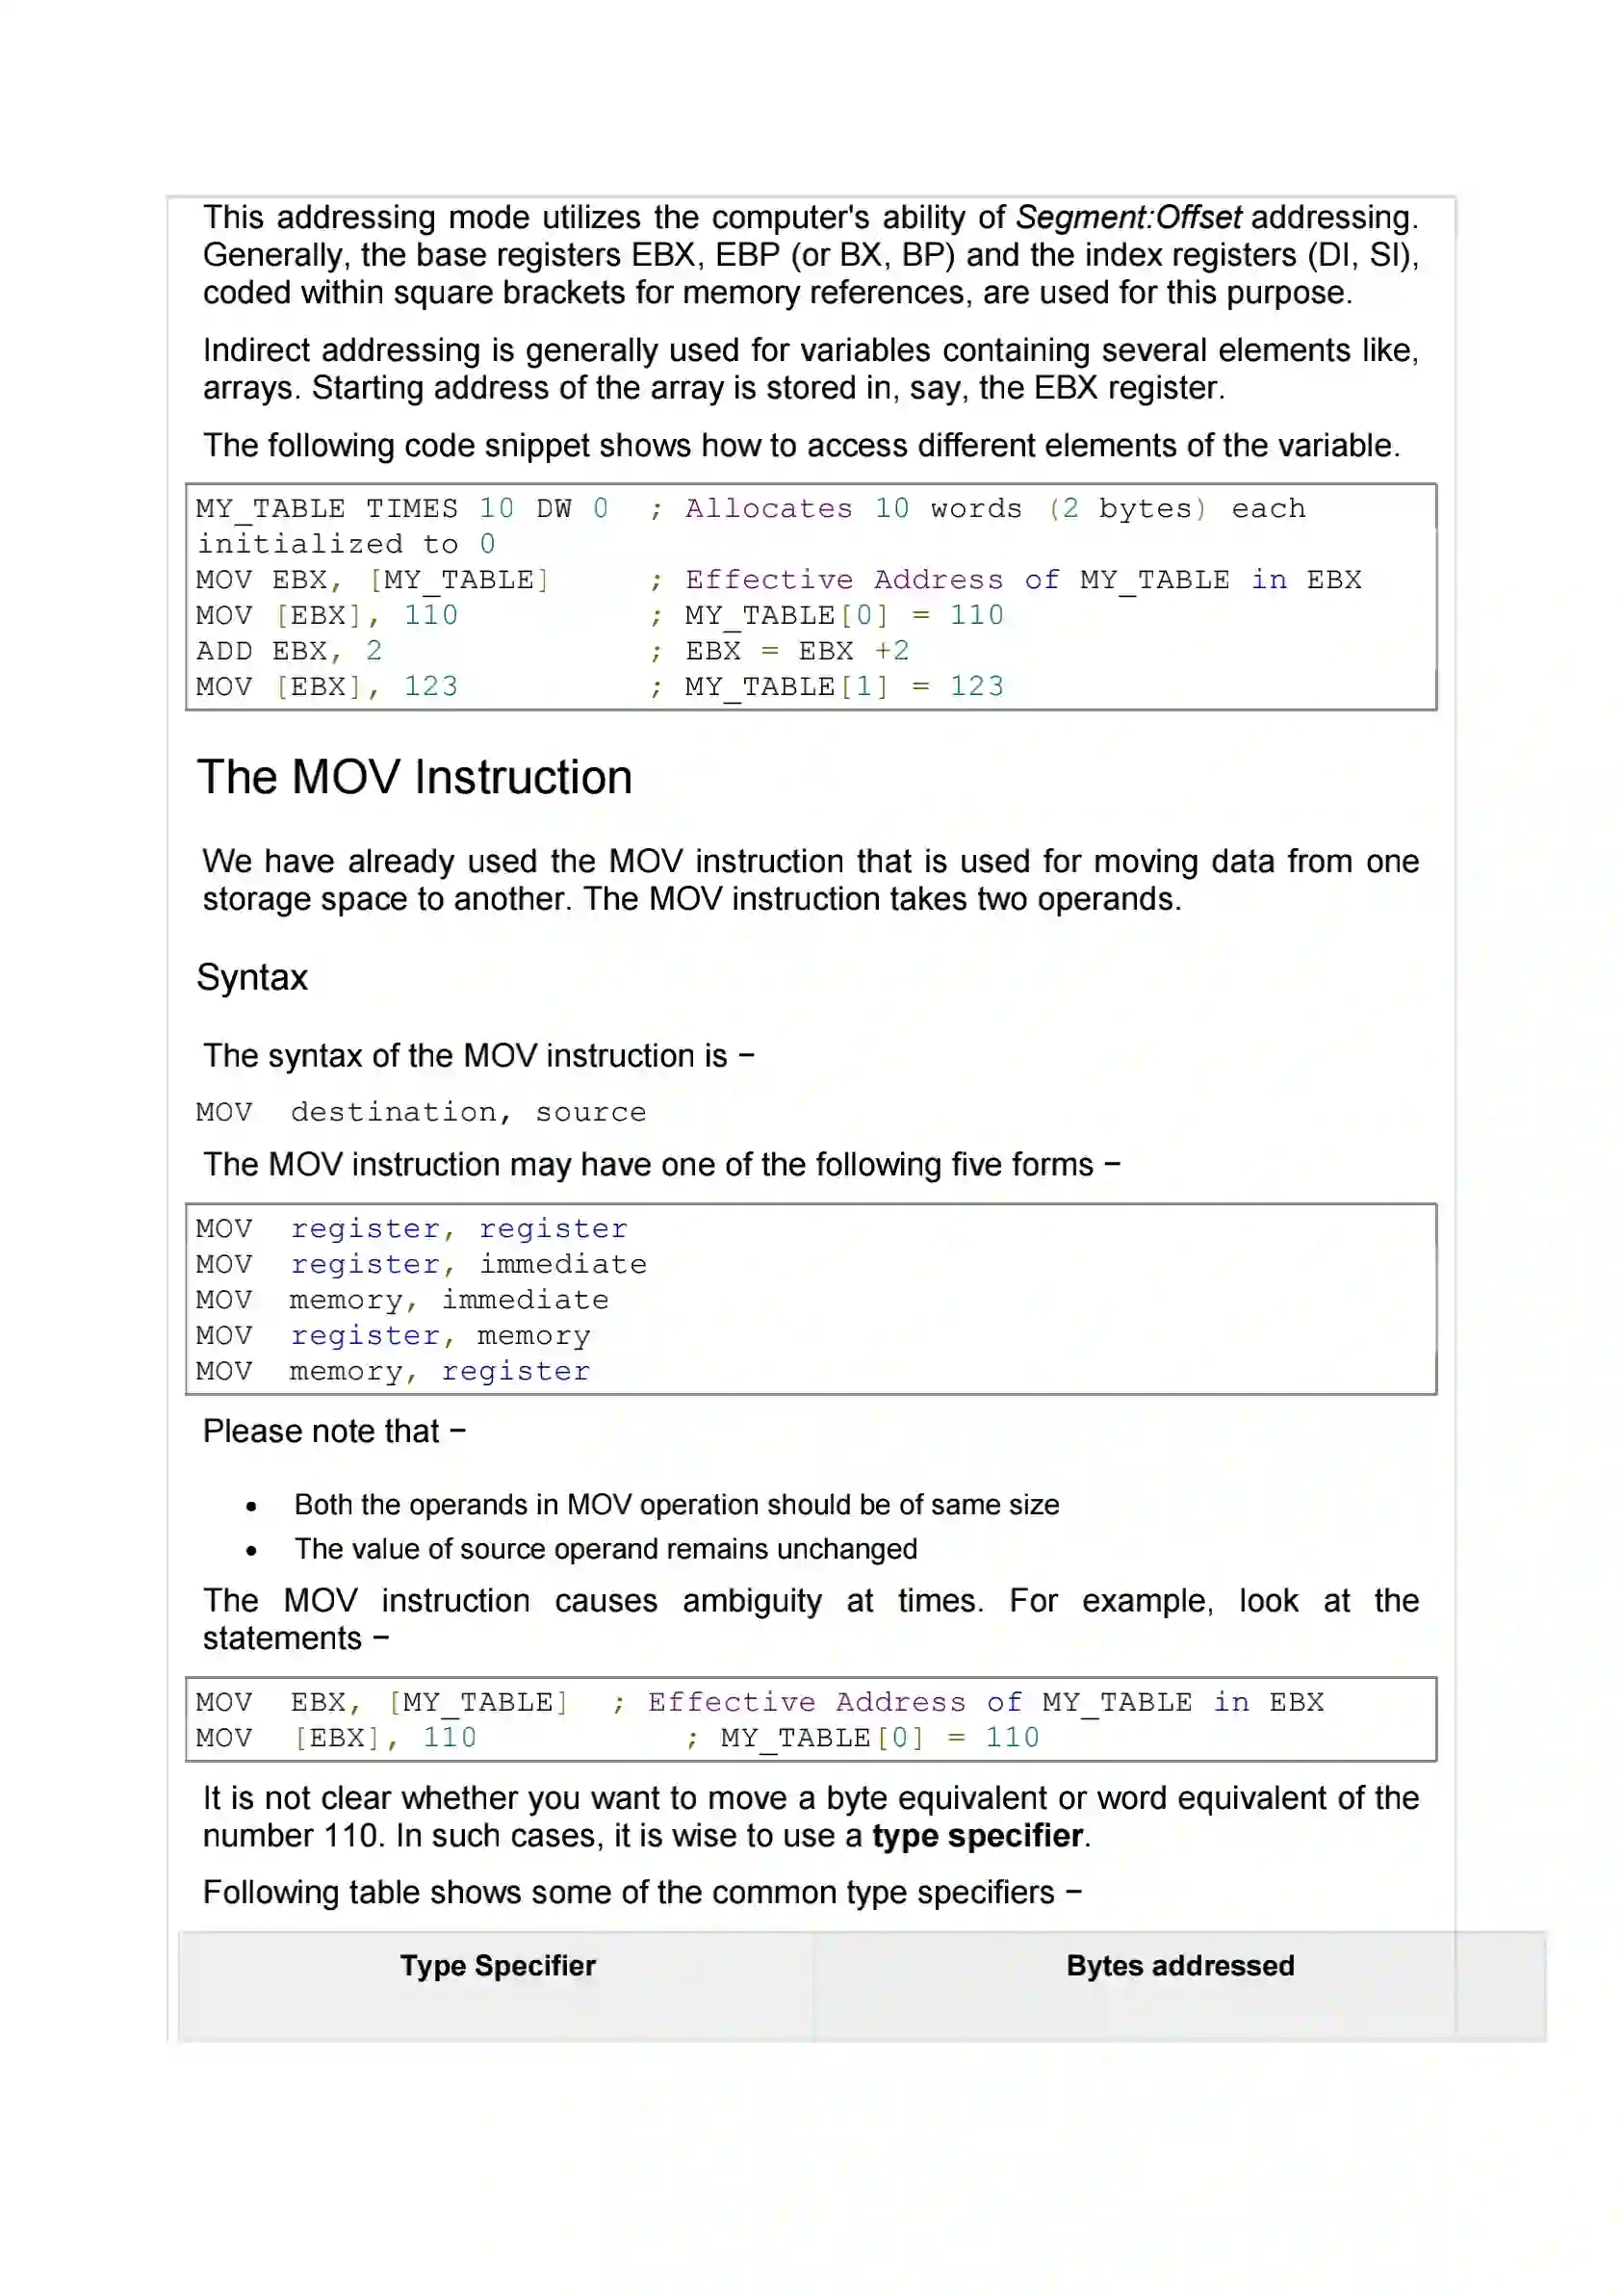 This addressing mode utilizes the computer's ability of Segment:Offset addressing.
Generally, the base registers EBX, EBP (or BX, BP) and the index registers (DI, SI),
coded within square brackets for memory references, are used for this purpose.
Indirect addressing is generally used for variables containing several elements like,
arrays. Starting address of the array is stored in, say, the EBX register.
The following code snippet shows how to access different elements of the variable.
MY_TABLE TIMES 10 DW 0  ; Allocates 10 words (2 bytes) each
initialized to 0
MOV EBX, [MY_TABLE]     ; Effective Address of MY_TABLE in EBX
MOV [EBX], 110          ; MY_TABLE[0] = 110
ADD EBX, 2              ; EBX = EBX +2
MOV [EBX], 123          ; MY_TABLE[1] = 123
The MOV Instruction
We have already used the MOV instruction that is used for moving data from one
storage space to another. The MOV instruction takes two operands.
Syntax
The syntax of the MOV instruction is −
MOV  destination, source
The MOV instruction may have one of the following five forms −
MOV  register, register
MOV  register, immediate
MOV  memory, immediate
MOV  register, memory
MOV  memory, register
Please note that −
• Both the operands in MOV operation should be of same size
• The value of source operand remains unchanged
The MOV instruction causes ambiguity at times. For example, look at the
statements −
MOV  EBX, [MY_TABLE]  ; Effective Address of MY_TABLE in EBX
MOV  [EBX], 110           ; MY_TABLE[0] = 110
It is not clear whether you want to move a byte equivalent or word equivalent of the
number 110. In such cases, it is wise to use a type specifier.
Following table shows some of the common type specifiers −
Type Specifier  Bytes addressed